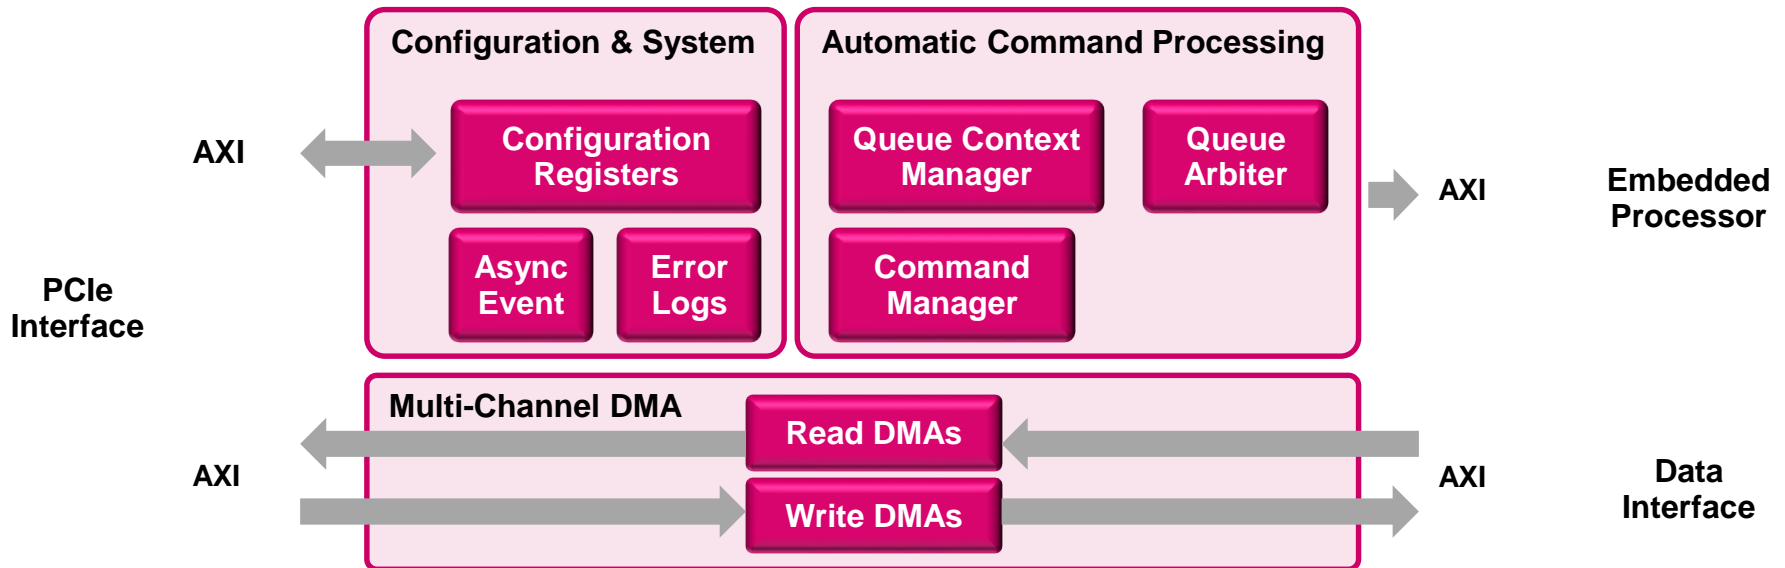 Configuration & System
Automatic Command Processing
AXI
Configuration
Registers
Queue Context
Manager
Queue
Arbiter
AXI
Embedded
Processor
Async
Event
Error
Logs
Command
Manager
PCIe
Interface
Multi-Channel DMA
Read DMAs
AXI
Write DMAs
AXI
Data
Interface